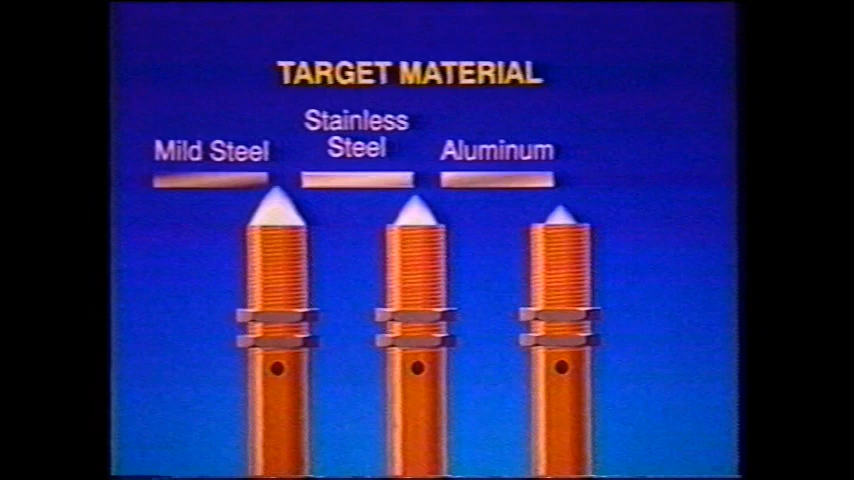 TARGET MATERIAL
Mild Steel
Stainless
Steel
Aluminum